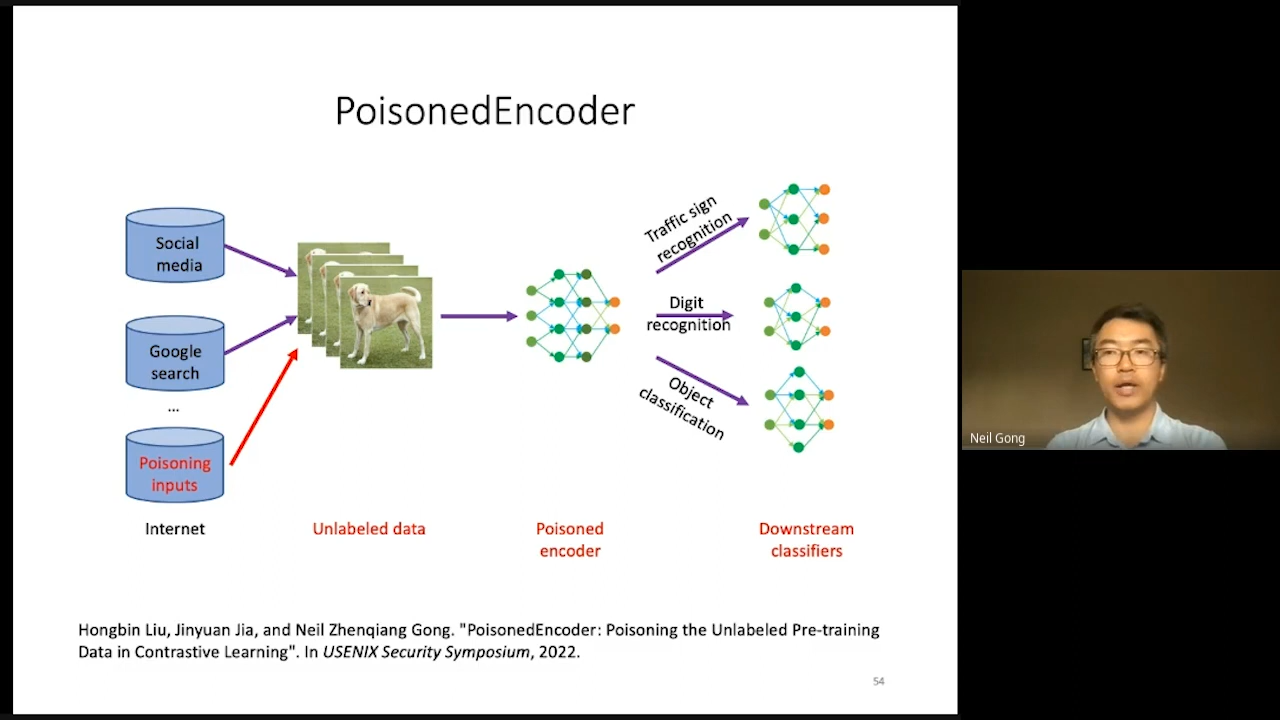 PoisonedEncoder
Social
media
Google
search
...
Poisoning
inputs
Internet
Unlabeled data
Poisoned
encoder
Traffic sign
recognition
Digit
recognition
Object
classification
Downstream
classifiers
Hongbin Liu, Jinyuan Jia, and Neil Zhenqiang Gong. "PoisonedEncoder: Poisoning the Unlabeled Pre-training
Data in Contrastive Learning". In USENIX Security Symposium, 2022.
54
Neil Gong